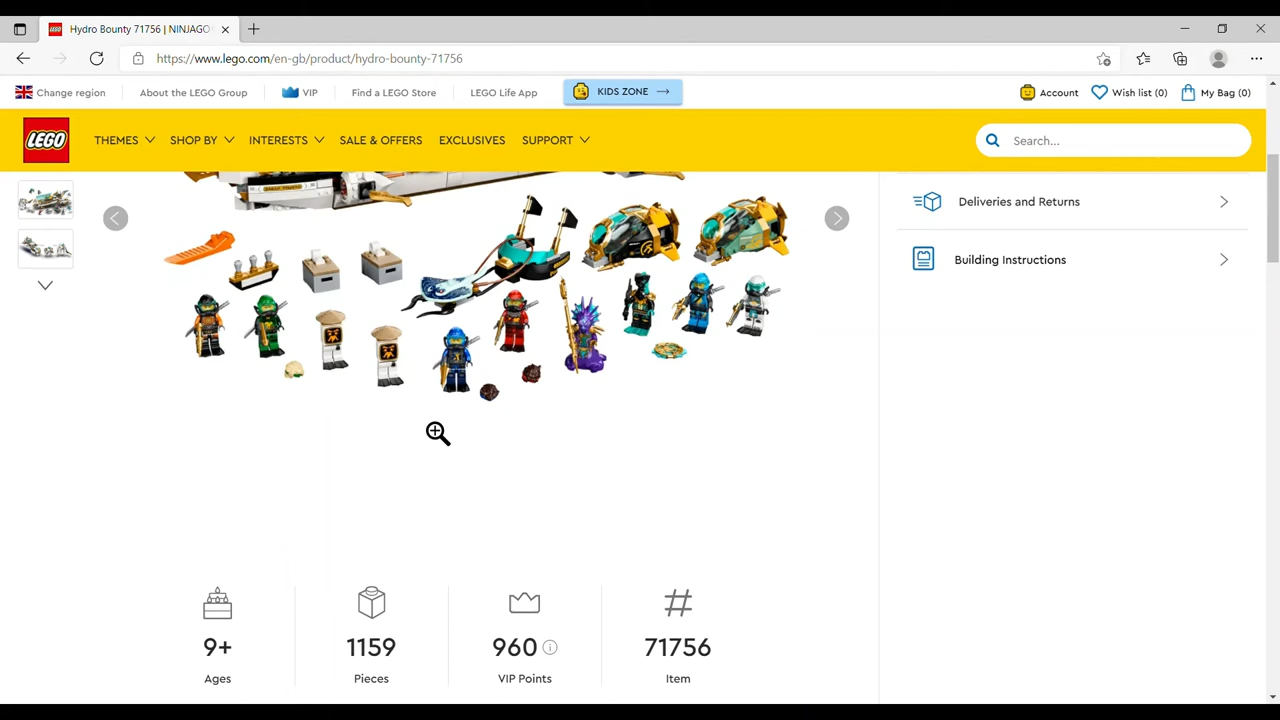 Hydro Bounty 71756 | NINJAGO
https://www.lego.com/en-gb/product/hydro-bounty-71756
Change region
About the LEGO Group
VIP
Find a LEGO Store
LEGO Life App
KIDS ZONE
Account
Wish list (0)
My Bag (0)
LEGO
THEMES
SHOP BY
INTERESTS
SALE & OFFERS
EXCLUSIVES
SUPPORT
Search...
Deliveries and Returns
Building Instructions
9+
Ages
1159
Pieces
960
VIP Points
#
71756
Item